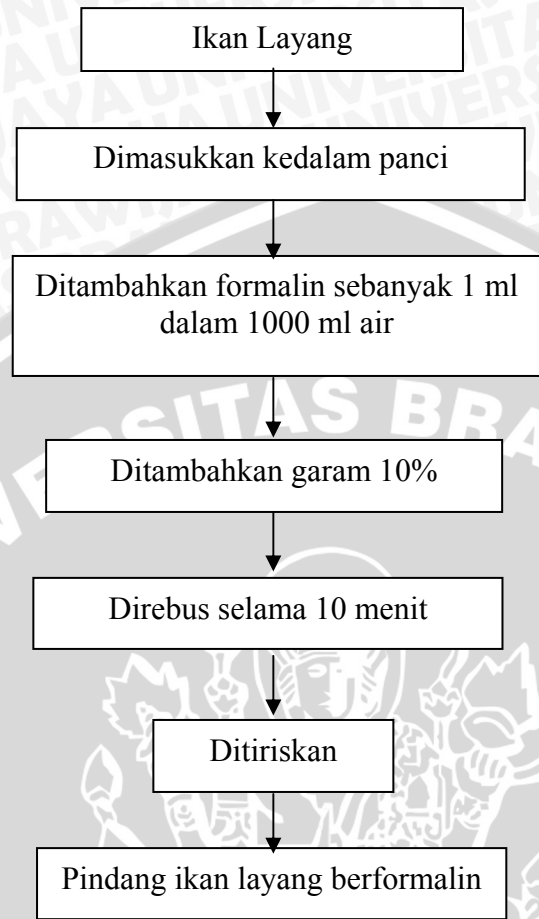 Ikan Layang
Dimasukkan kedalam panci
Ditambahkan formalin sebanyak 1 ml
dalam 1000 ml air
Ditambahkan garam 10%
Direbus selama 10 menit
Ditiriskan
Pindang ikan layang berformalin